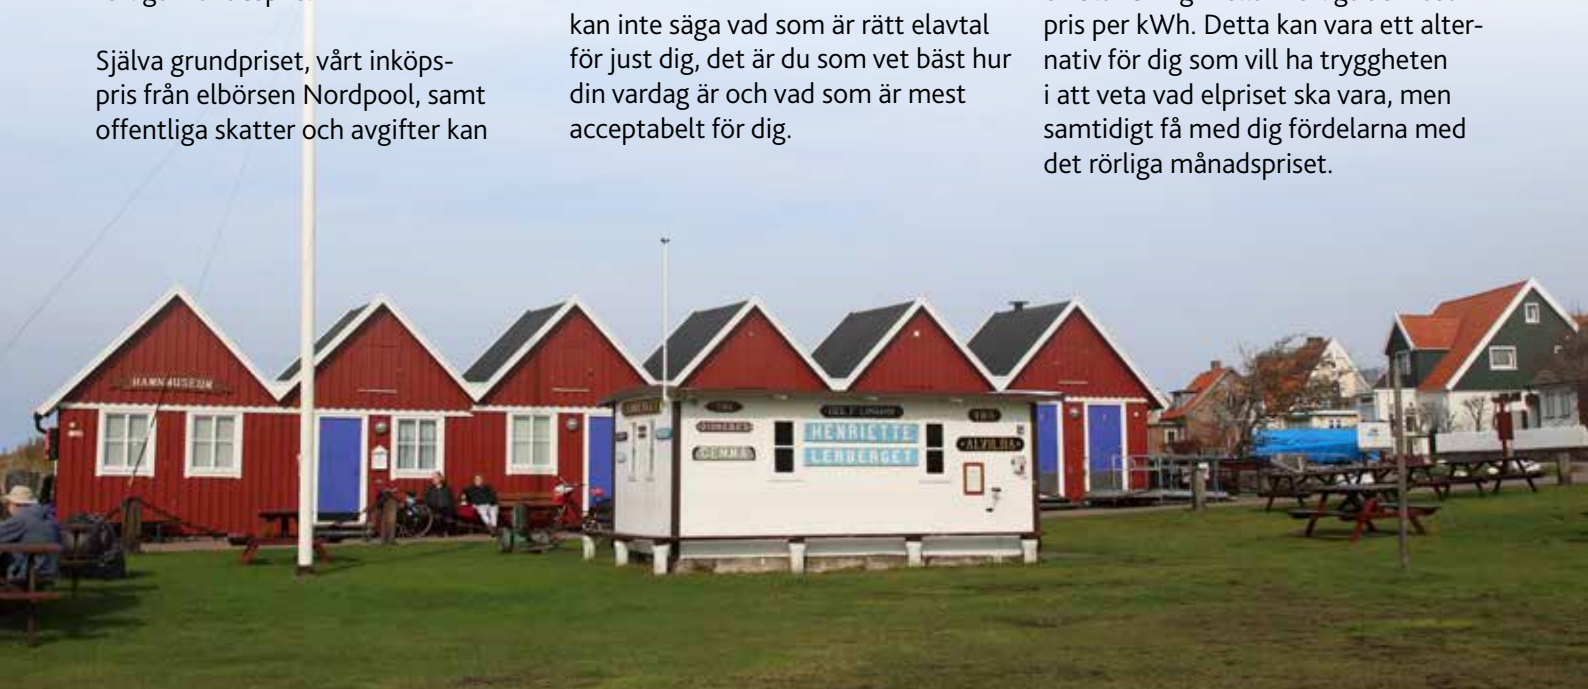 Själva grundpriset, vårt inköps-
pris från elbörsen Nordpool, samt
offentliga skatter och avgifter kan
kan inte säga vad som är rätt elavtal
för just dig, det är du som vet bäst hur
din vardag är och vad som är mest
acceptabelt för dig.
pris per kWh. Detta kan vara ett alter-
nativ för dig som vill ha tryggheten
i att veta vad elpriset ska vara, men
samtidigt få med dig fördelarna med
det rörliga månadspriset.
HAMNMUSEUM
GEMMA
HENRIETTE
LERBERGET
ALVILDA